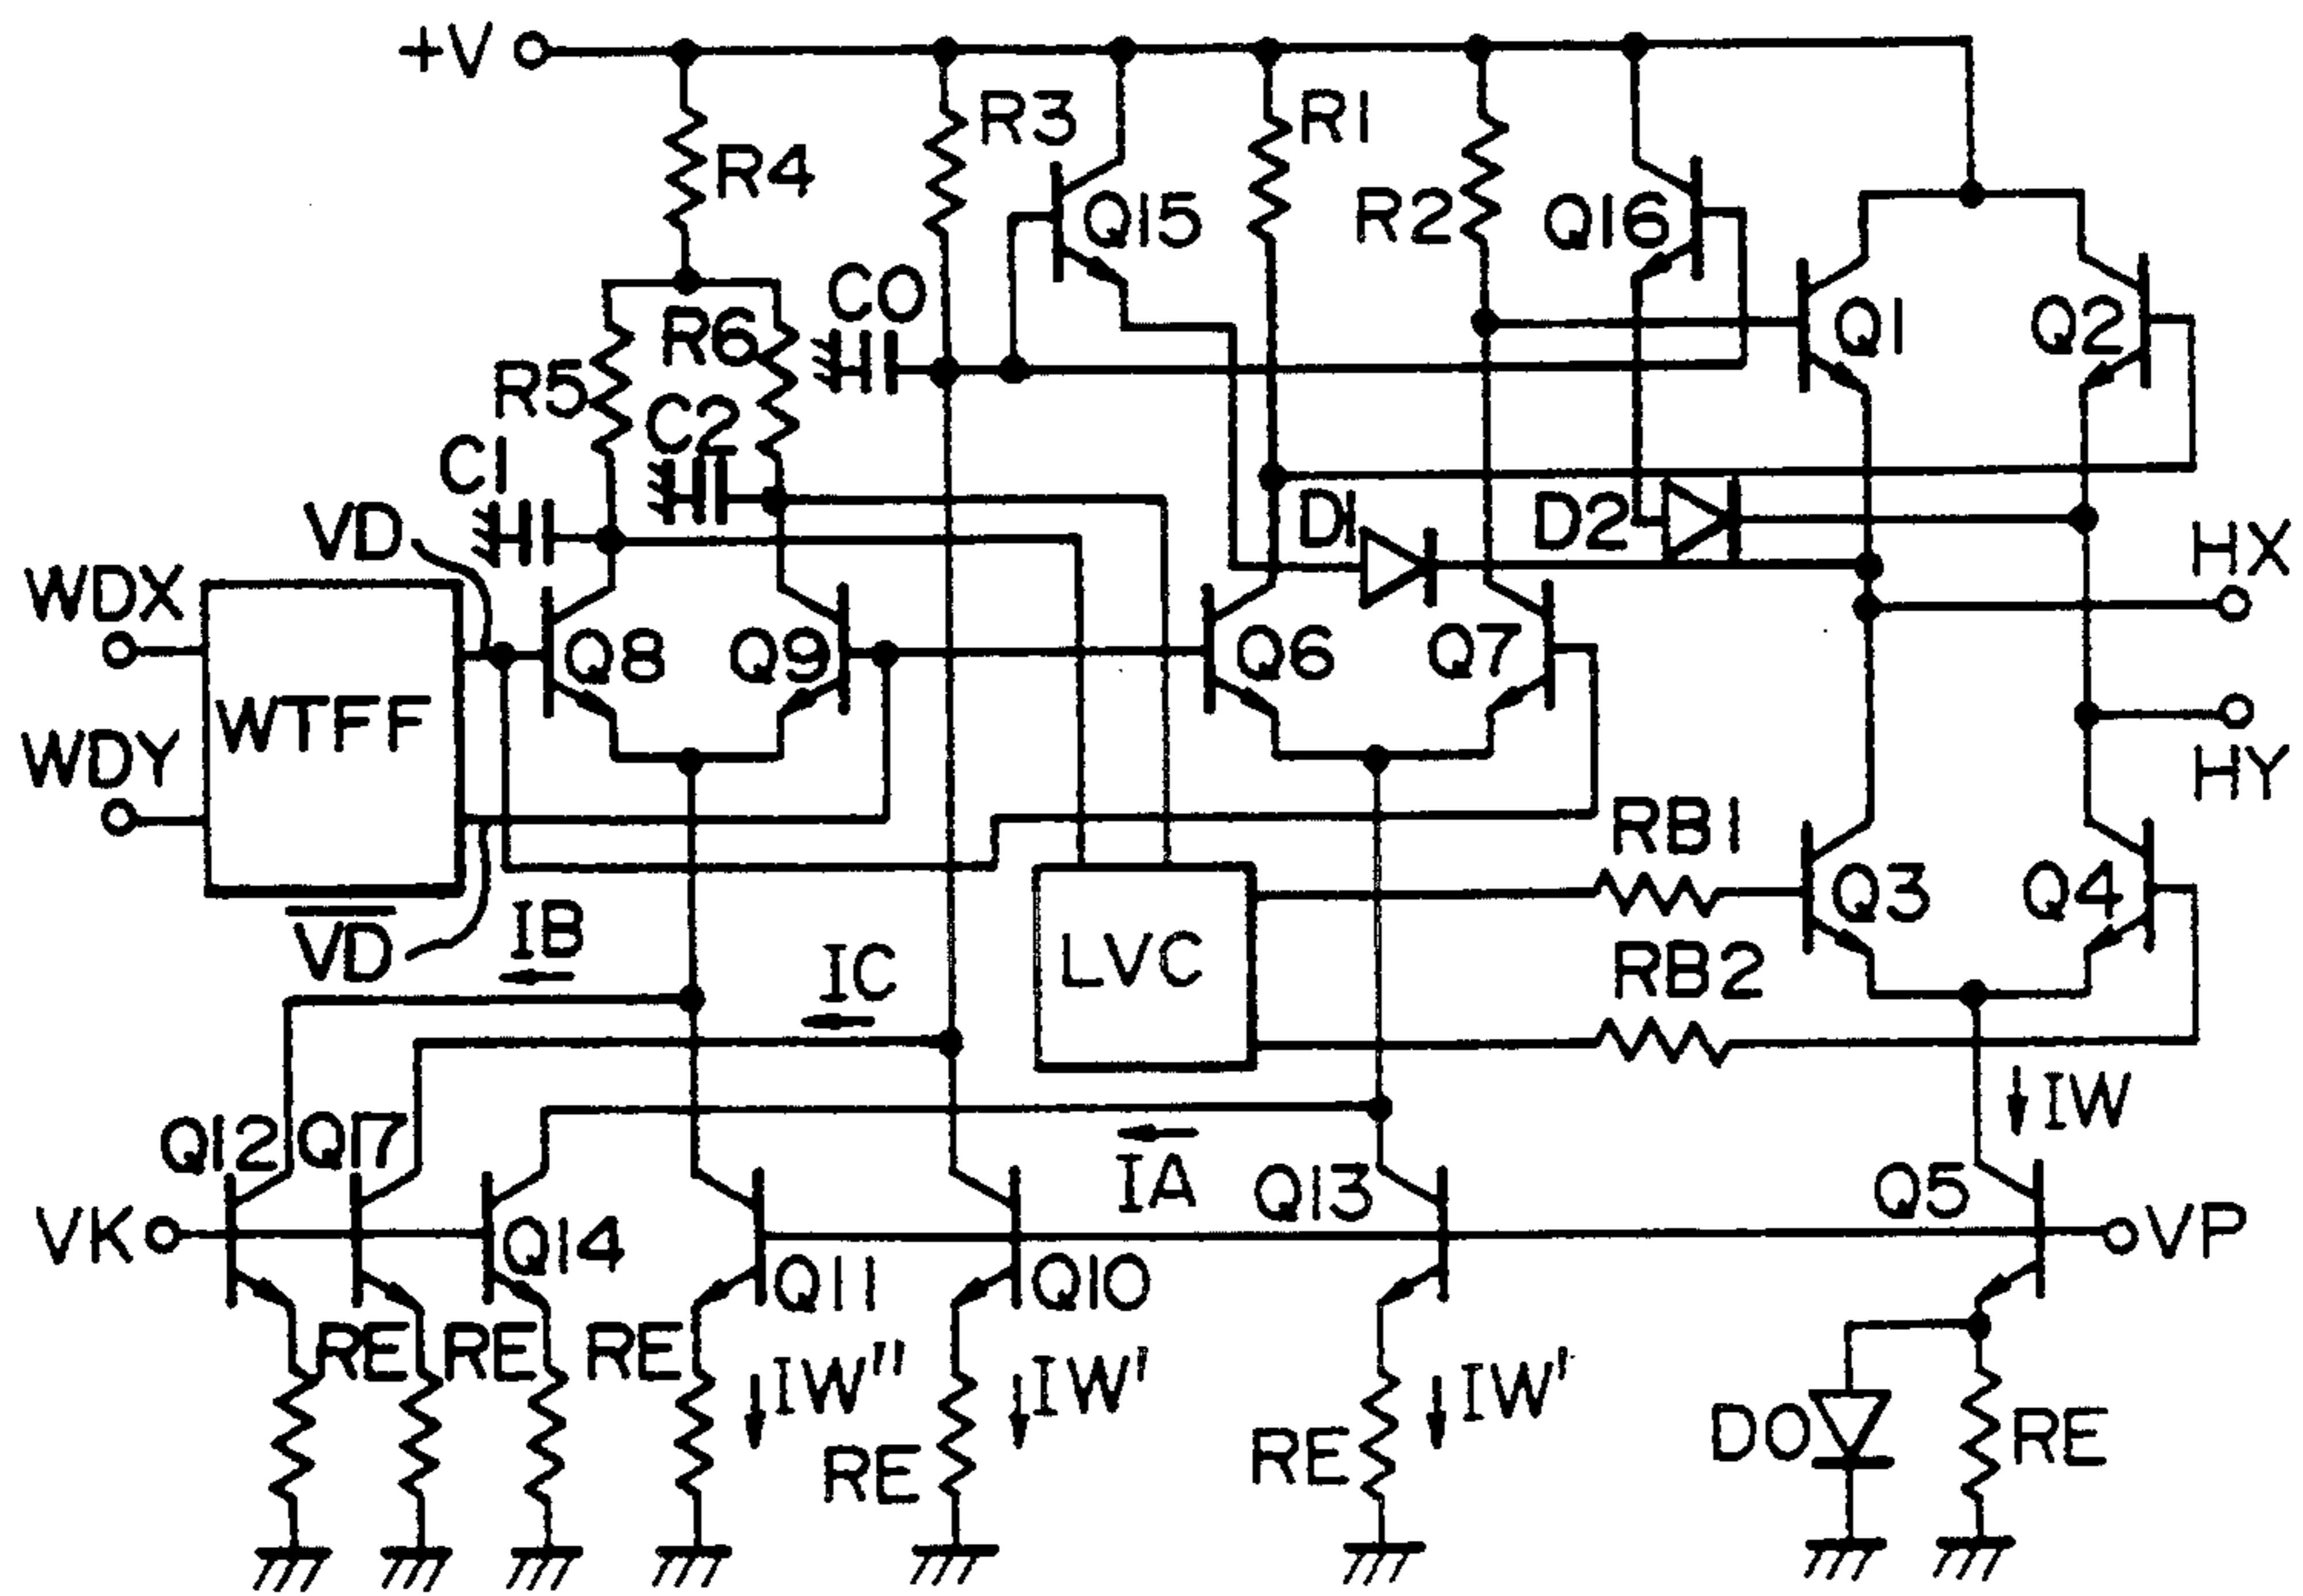 +V
R3
R1
R4
R2
Q15
Q16
C0
R6
Q1
Q2
R5
C2
C1
D1
D2
VD
HX
WDX
Q8
Q9
Q6
Q7
WTFF
WDY
HY
RB1
Q3
Q4
VD
IB
IC
LVC
RB2
IW
Q12
Q17
IA
Q13
Q5
VK
Q14
Q11
Q10
VP
RE
RE
RE
IW"
IW'
IW'
RE
RE
D0
RE